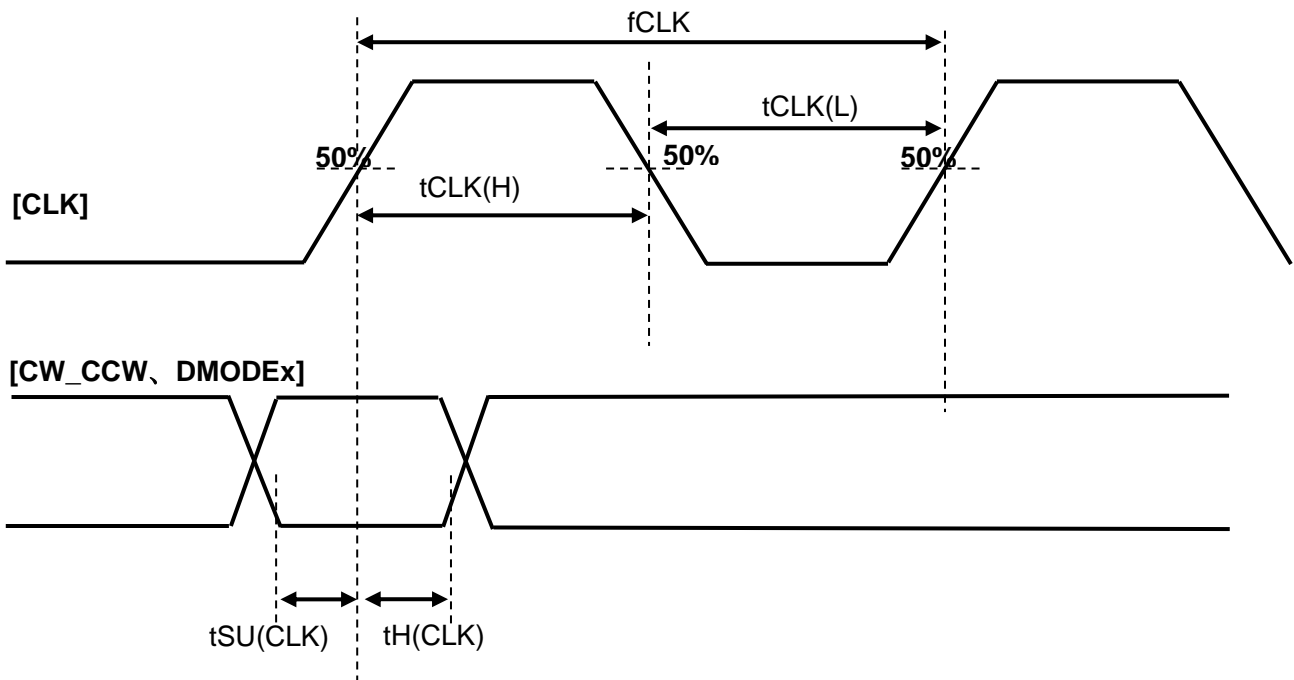 fCLK
tCLK(L)
50%
50%
50%
tCLK(H)
[CLK]
[CW_CCW、DMODEx]
tSU(CLK)
tH(CLK)